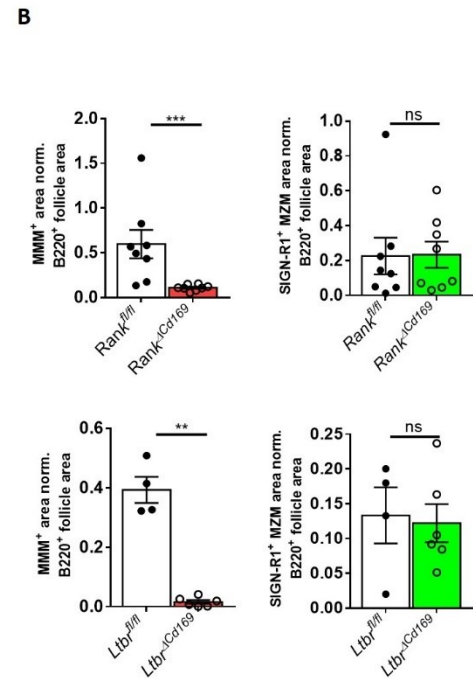 B
MMM⁺ area norm.
B220⁺ follicle area
2.0
1.5
1.0
0.5
0.0
***
Rank^fl/fl
Rank^ΔCd169
SIGN-R1⁺ MZM area norm.
B220⁺ follicle area
1.0
0.8
0.6
0.4
0.2
0.0
ns
Rank^fl/fl
Rank^ΔCd169
MMM⁺ area norm.
B220⁺ follicle area
0.6
0.4
0.2
0.0
**
Ltbr^fl/fl
Ltbr^ΔCd169
SIGN-R1⁺ MZM area norm.
B220⁺ follicle area
0.25
0.20
0.15
0.10
0.05
0.00
ns
Ltbr^fl/fl
Ltbr^ΔCd169